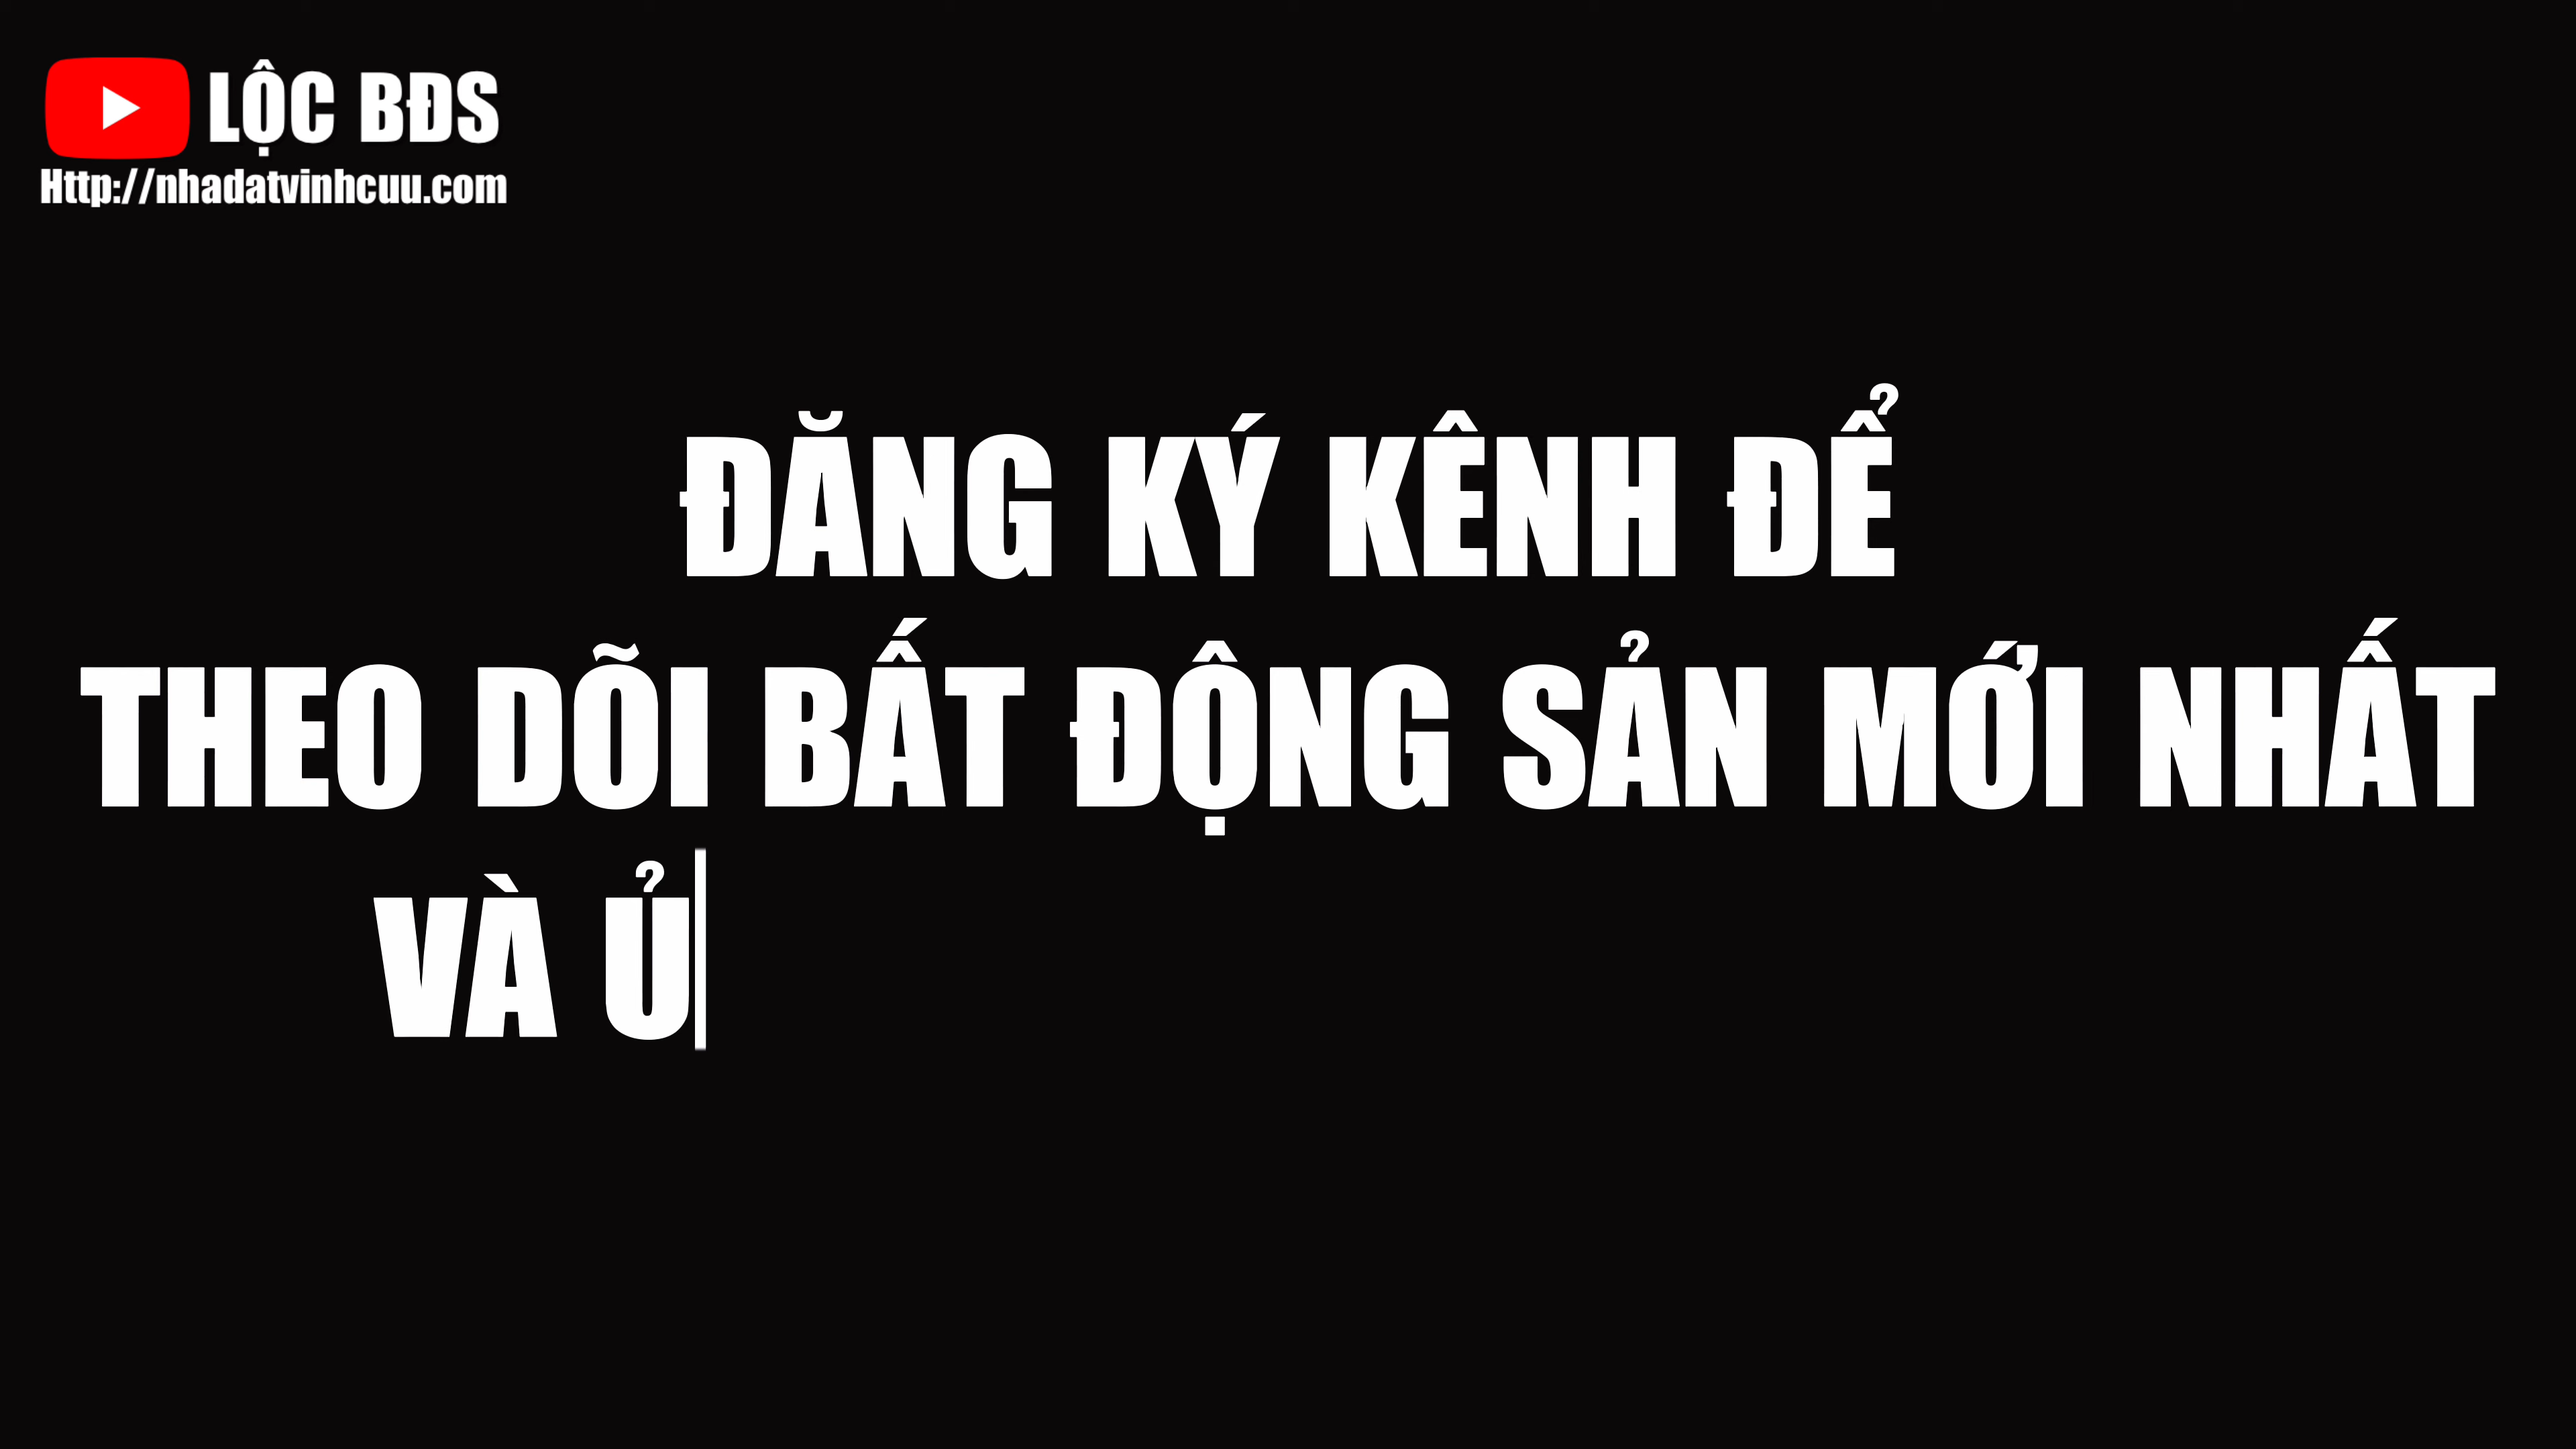 LỘC BĐS
Http://nhadatvinhcuu.com
ĐĂNG KÝ KÊNH ĐỂ
THEO DÕI BẤT ĐỘNG SẢN MỚI NHẤT
VÀ Ủ